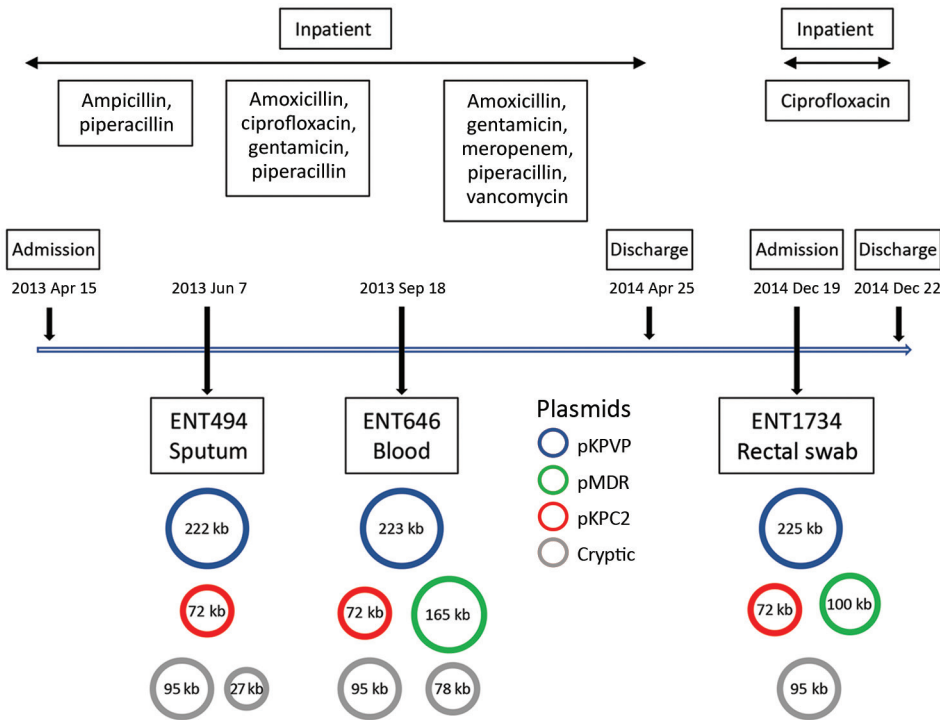 Inpatient
Inpatient
Ampicillin,
piperacillin
Amoxicillin,
ciprofloxacin,
gentamicin,
piperacillin
Amoxicillin,
gentamicin,
meropenem,
piperacillin,
vancomycin
Ciprofloxacin
Admission
Discharge
Admission
Discharge
2013 Apr 15
2013 Jun 7
2013 Sep 18
2014 Apr 25
2014 Dec 19
2014 Dec 22
ENT494
Sputum
ENT646
Blood
Plasmids
pKPVP
pMDR
pKPC2
Cryptic
ENT1734
Rectal swab
222 kb
223 kb
225 kb
72 kb
72 kb
165 kb
72 kb
100 kb
95 kb
27 kb
95 kb
78 kb
95 kb